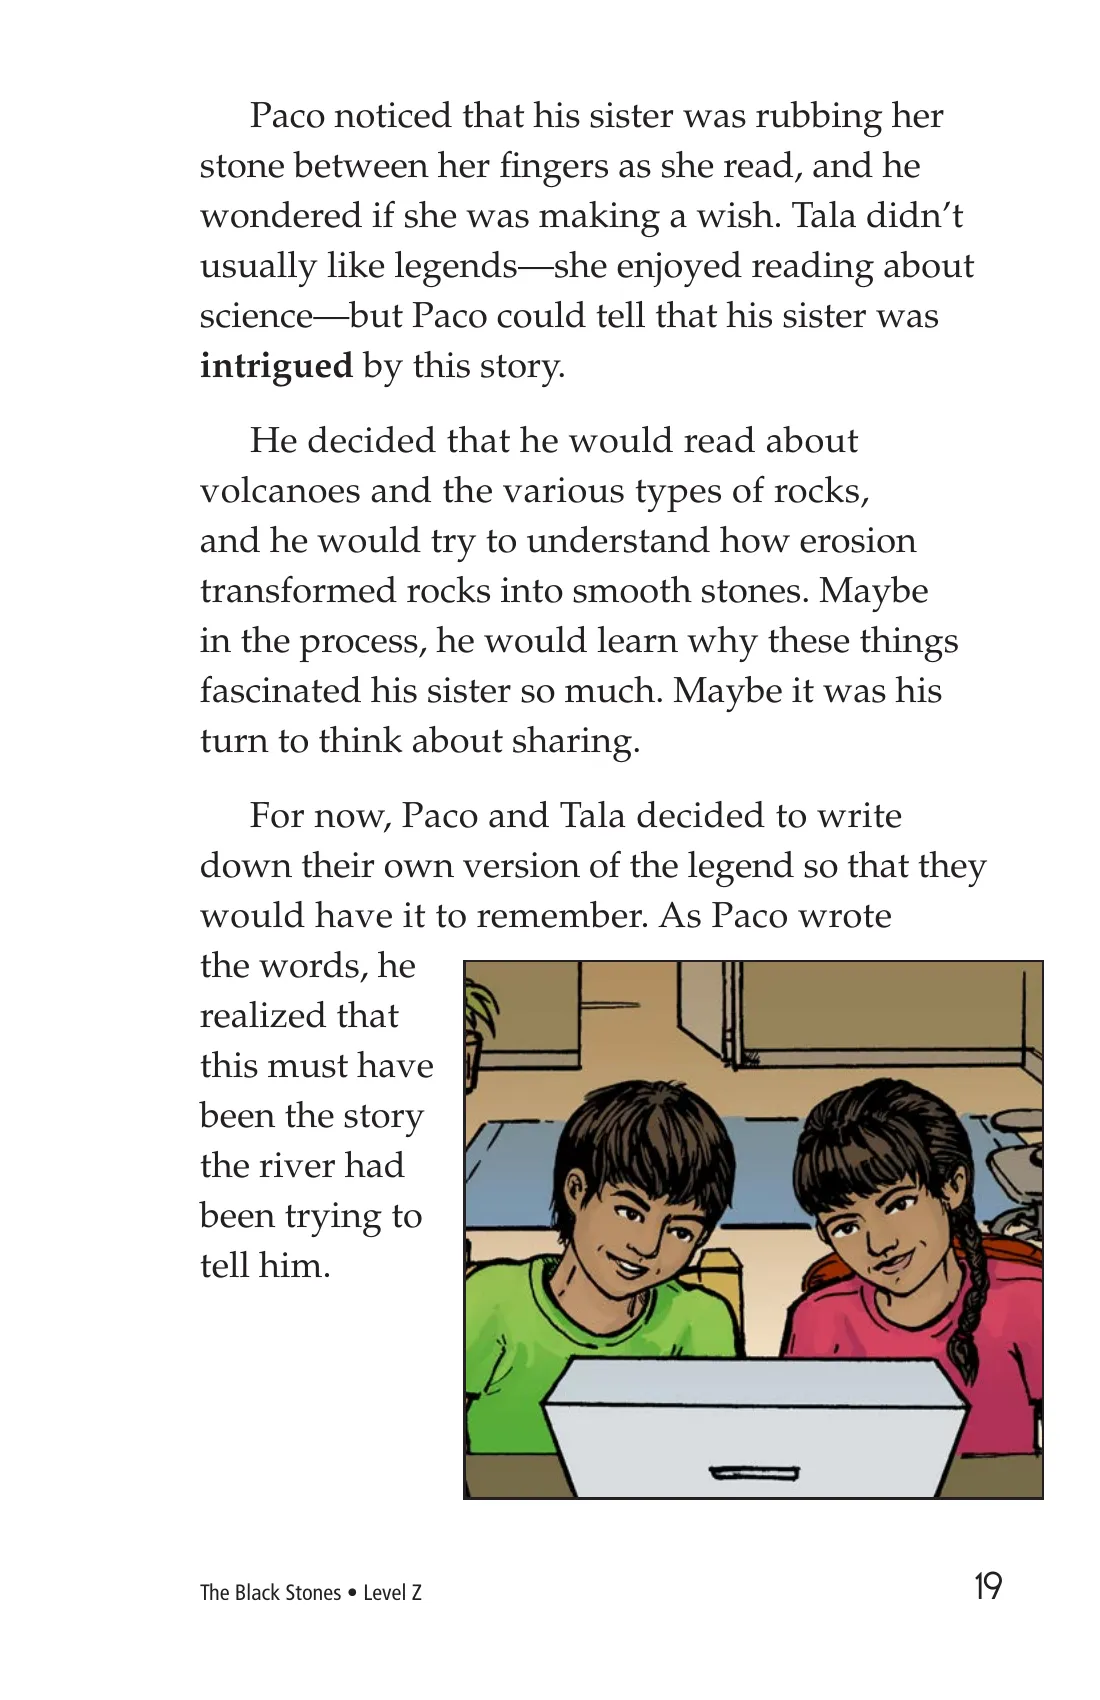 Paco noticed that his sister was rubbing her
stone between her fingers as she read, and he
wondered if she was making a wish. Tala didn’t
usually like legends—she enjoyed reading about
science—but Paco could tell that his sister was
intrigued by this story.
He decided that he would read about
volcanoes and the various types of rocks,
and he would try to understand how erosion
transformed rocks into smooth stones. Maybe
in the process, he would learn why these things
fascinated his sister so much. Maybe it was his
turn to think about sharing.
For now, Paco and Tala decided to write
down their own version of the legend so that they
would have it to remember. As Paco wrote
the words, he
realized that
this must have
been the story
the river had
been trying to
tell him.
The Black Stones • Level Z
19